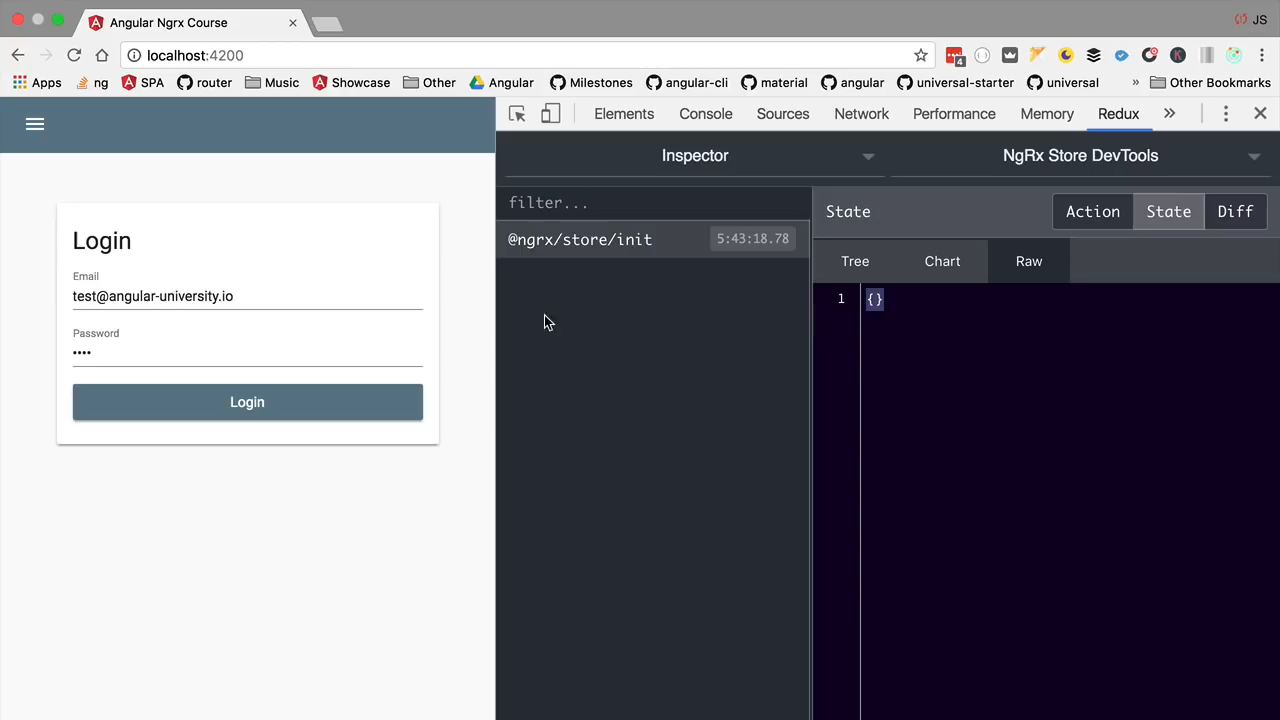 Angular Ngrx Course
JS
localhost:4200
4
Apps ng SPA router Music Showcase Other Angular Milestones angular-cli material angular universal-starter universal » Other Bookmarks
Elements Console Sources Network Performance Memory Redux »
Inspector NgRx Store DevTools
filter...
State Action State Diff
@ngrx/store/init 5:43:18.78
Tree Chart Raw
1 {}
Login
Email
test@angular-university.io
Password
••••
Login